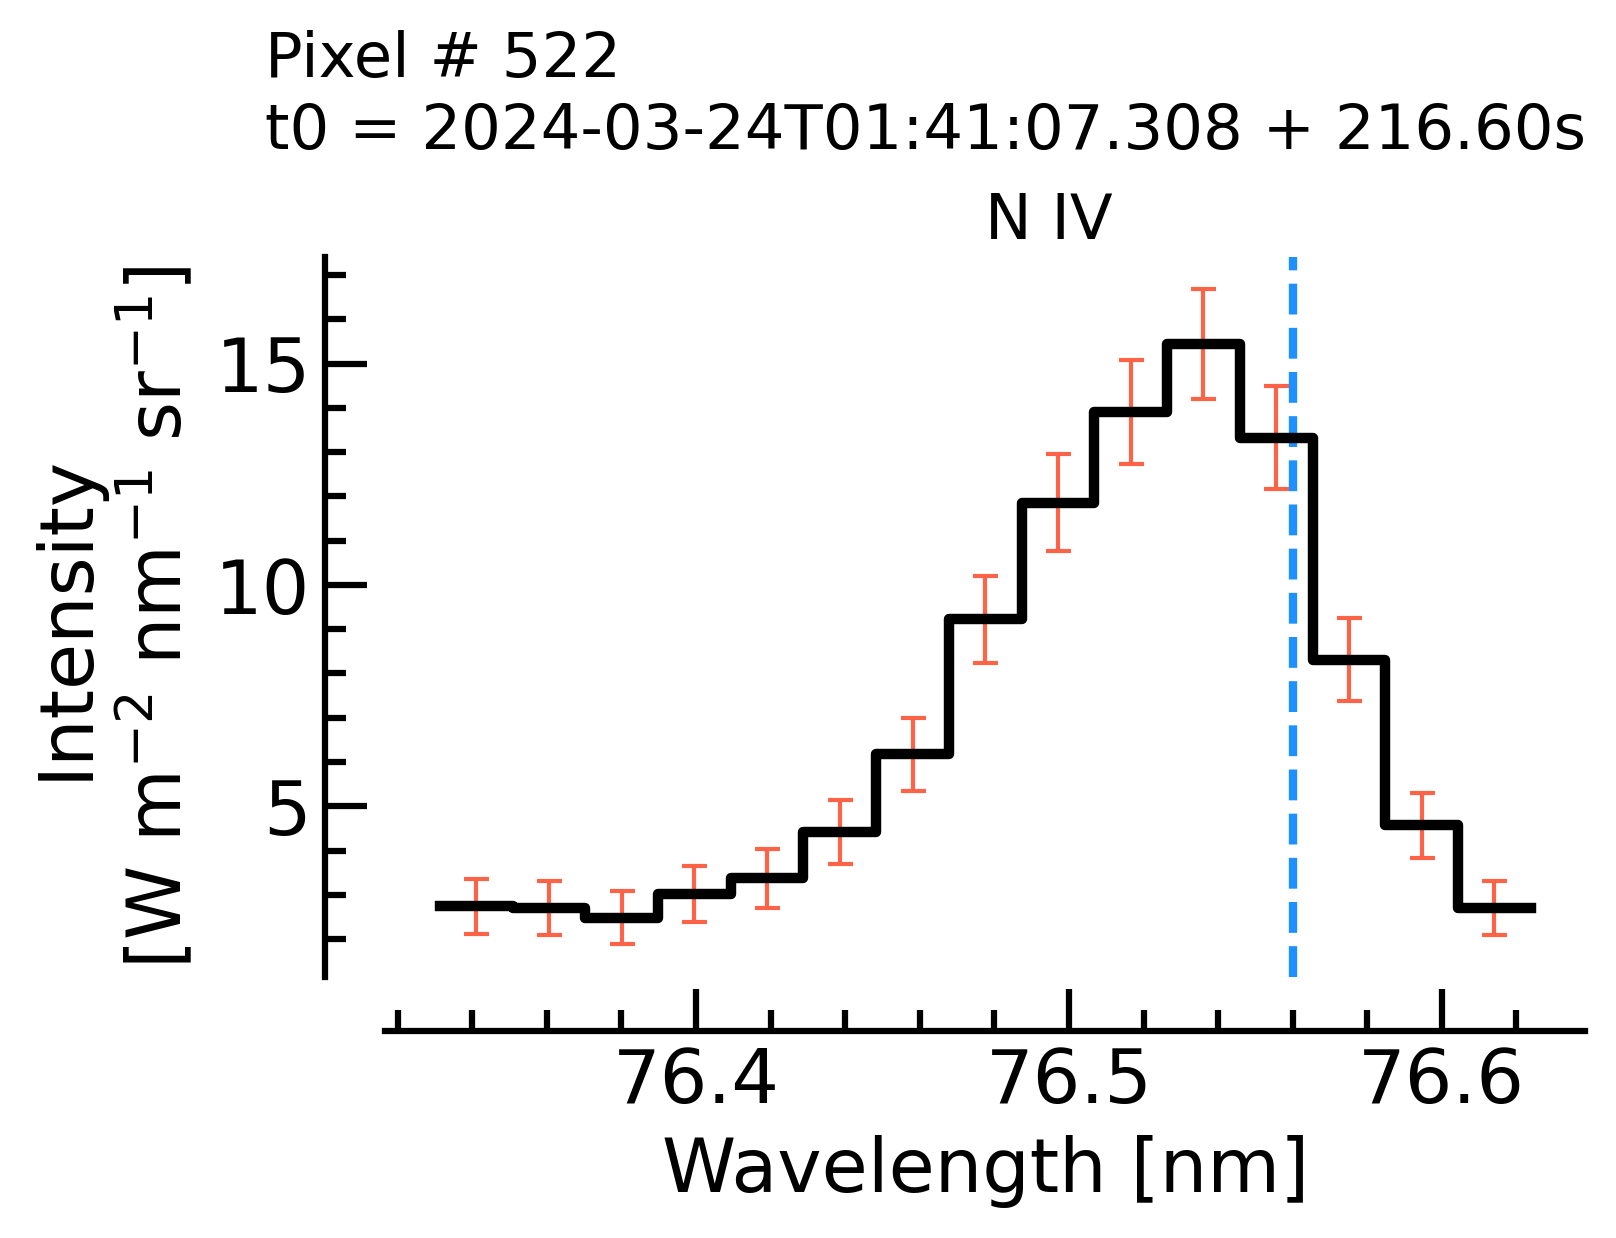 Pixel # 522
t0 = 2024-03-24T01:41:07.308 + 216.60s
N IV
Intensity
[W m⁻² nm⁻¹ sr⁻¹]
15
10
5
76.4 76.5 76.6
Wavelength [nm]